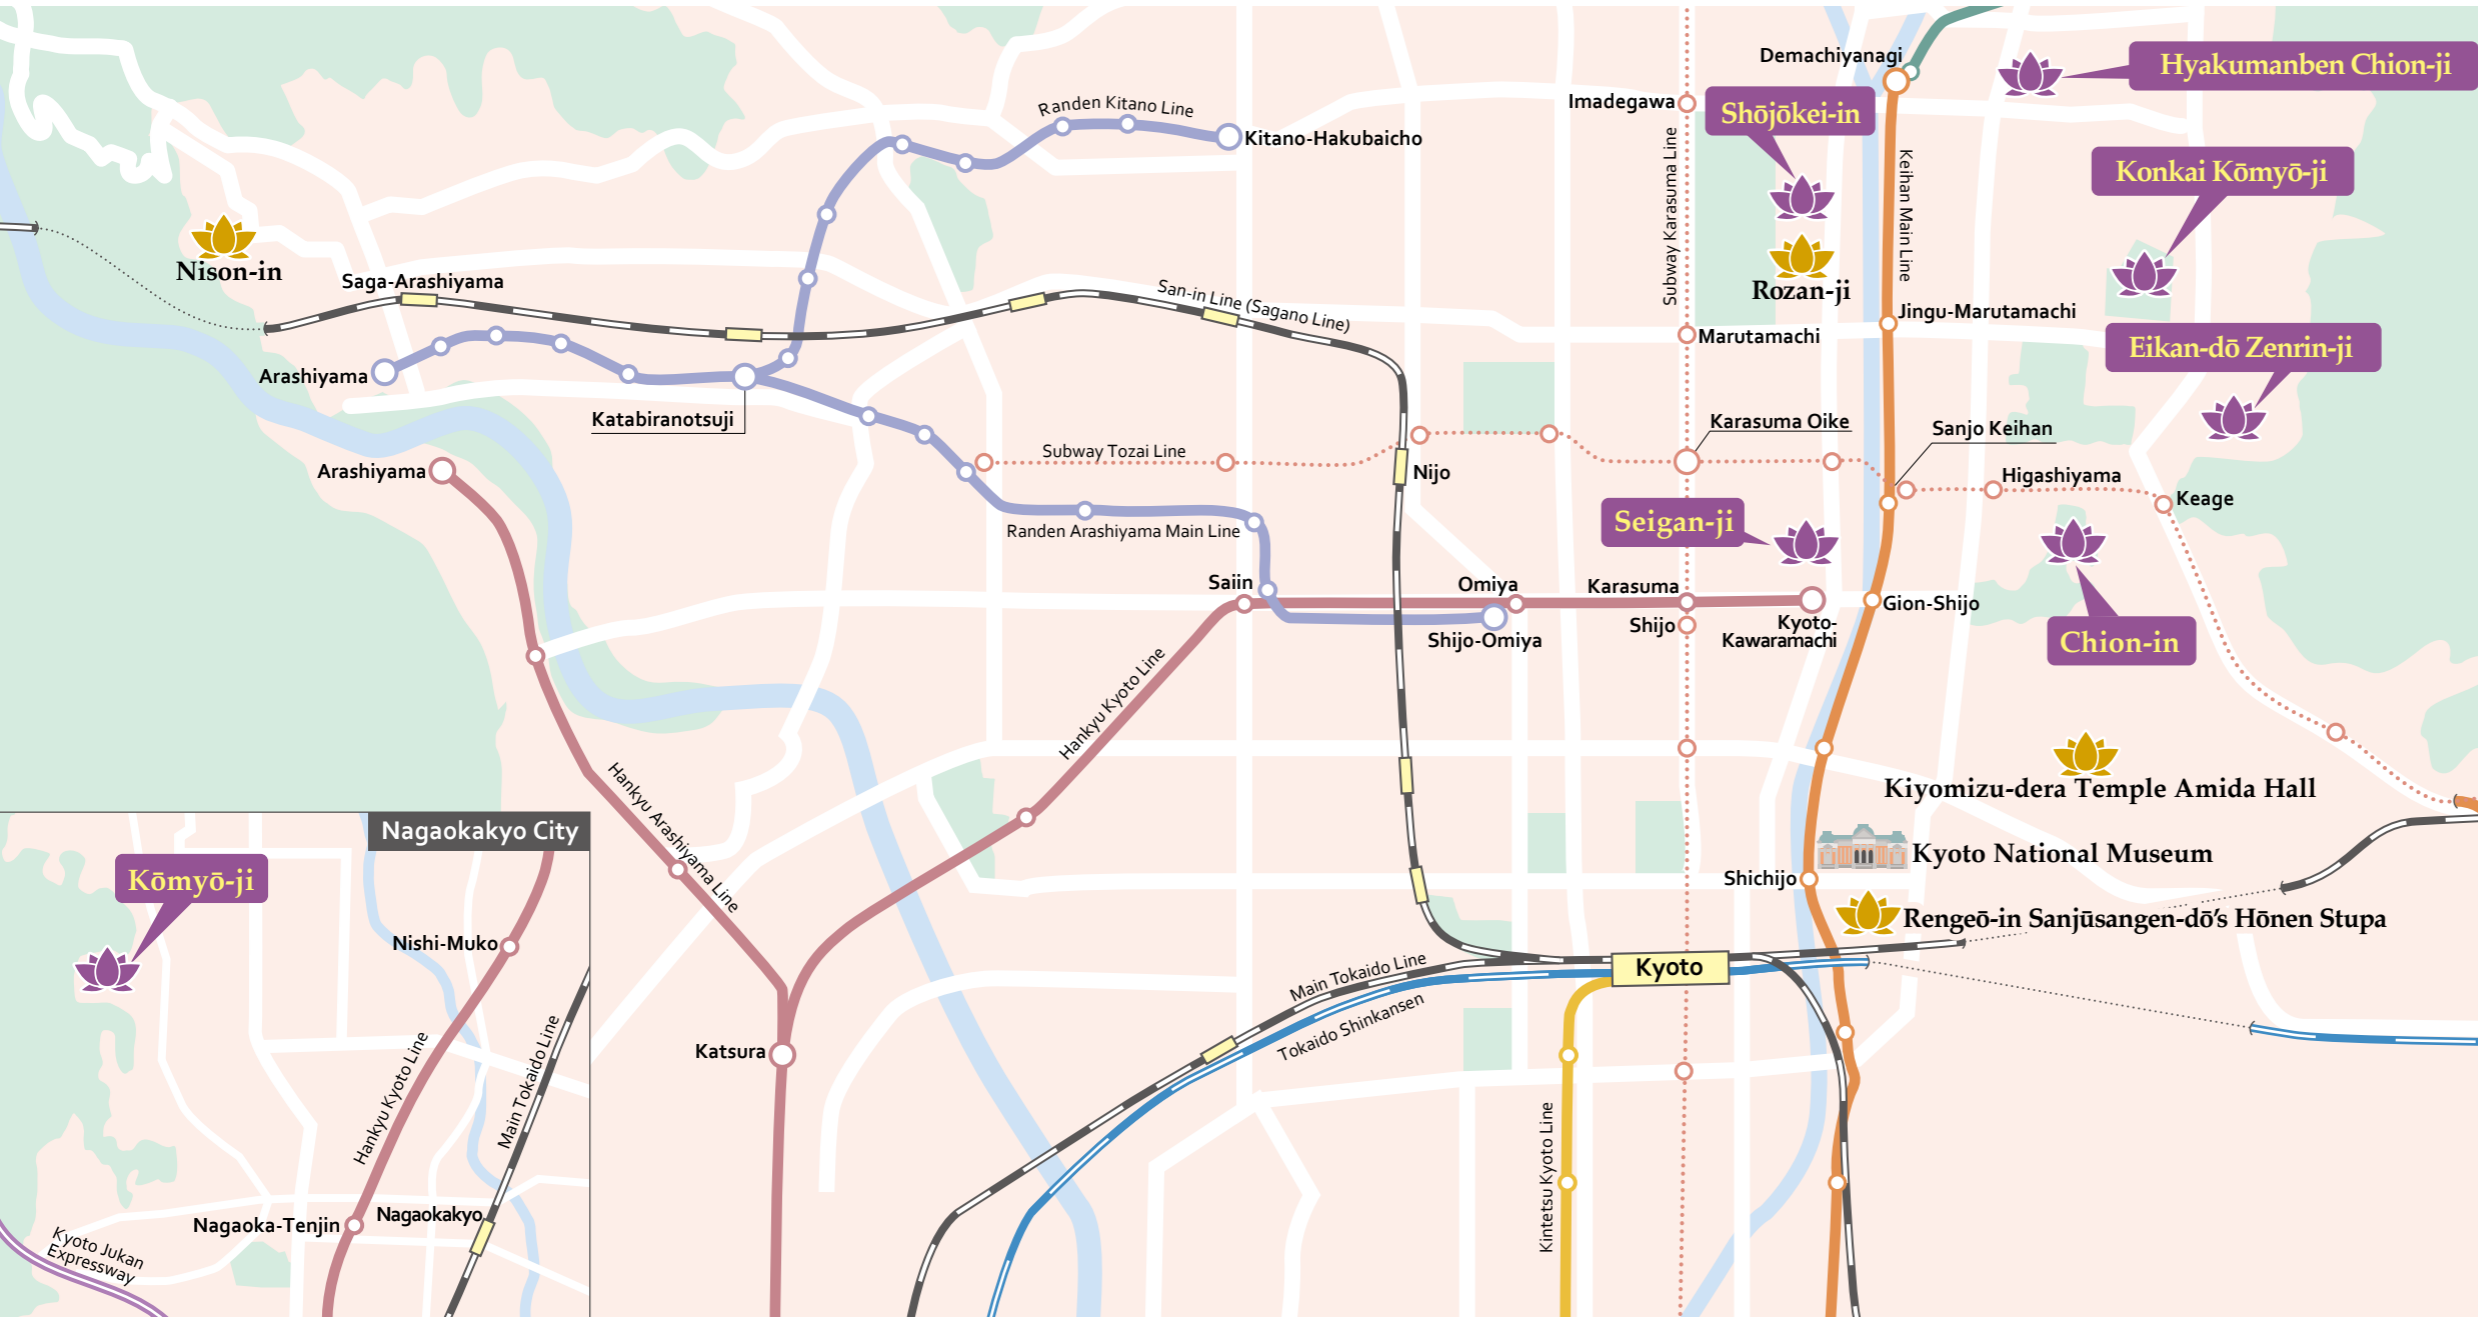 Demachiyanagi
Hyakumanben Chion-ji
Randen Kitano Line
Imadegawa
Shōjōkei-in
Kitano-Hakubaicho
Subway Karasuma Line
Keihan Main Line
Konkai Kōmyō-ji
Nison-in
Saga-Arashiyama
San-in Line (Sagano Line)
Rozan-ji
Jingu-Marutamachi
Marutamachi
Eikan-dō Zenrin-ji
Arashiyama
Katabiranotsuji
Karasuma Oike
Sanjo Keihan
Subway Tozai Line
Arashiyama
Nijo
Higashiyama
Keage
Seigan-ji
Randen Arashiyama Main Line
Saiin
Omiya
Karasuma
Gion-Shijo
Shijo
Kyoto-
Kawaramachi
Shijo-Omiya
Chion-in
Hankyu Kyoto Line
Hankyu Arashiyama Line
Kiyomizu-dera Temple Amida Hall
Kyoto National Museum
Shichijo
Rengeō-in Sanjūsangen-dō's Hōnen Stupa
Kyoto
Main Tokaido Line
Tokaido Shinkansen
Katsura
Kintetsu Kyoto Line
Nagaokakyo City
Kōmyō-ji
Nishi-Muko
Hankyu Kyoto Line
Main Tokaido Line
Nagaoka-Tenjin
Nagaokakyo
Kyoto Jukan
Expressway